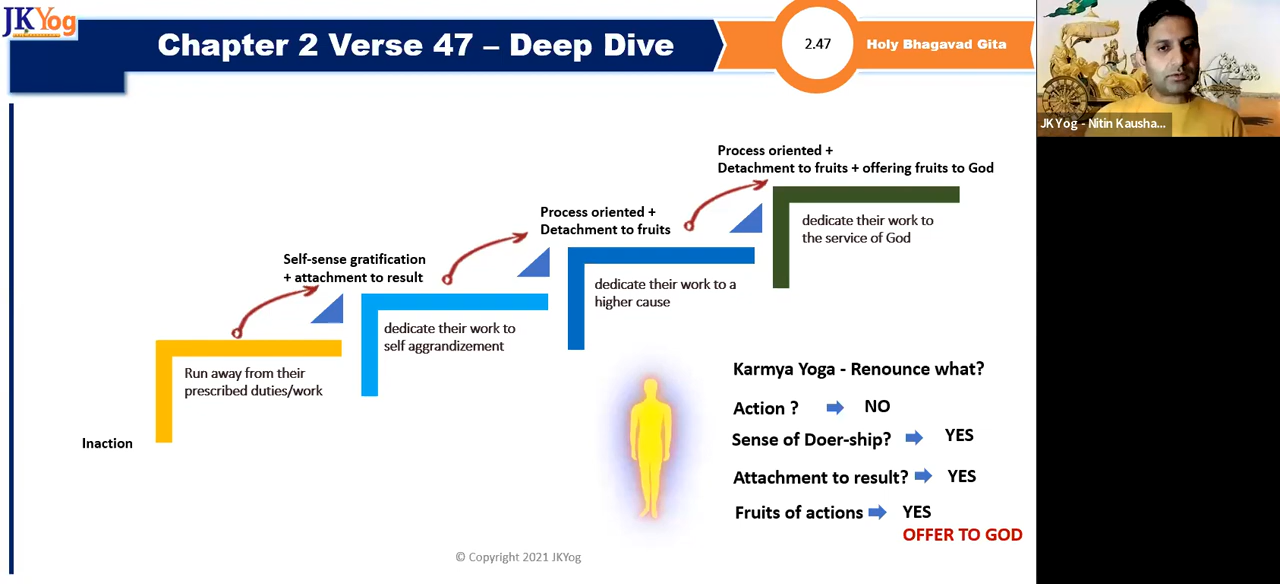 JKYog
Chapter 2 Verse 47 – Deep Dive
2.47
Holy Bhagavad Gita
JKYog - Nitin Kausha...
Process oriented +
Detachment to fruits + offering fruits to God
dedicate their work to
the service of God
Process oriented +
Detachment to fruits
dedicate their work to a
higher cause
Self-sense gratification
+ attachment to result
dedicate their work to
self aggrandizement
Run away from their
prescribed duties/work
Inaction
Karmya Yoga - Renounce what?
Action ? NO
Sense of Doer-ship? YES
Attachment to result? YES
Fruits of actions YES
OFFER TO GOD
© Copyright 2021 JKYog